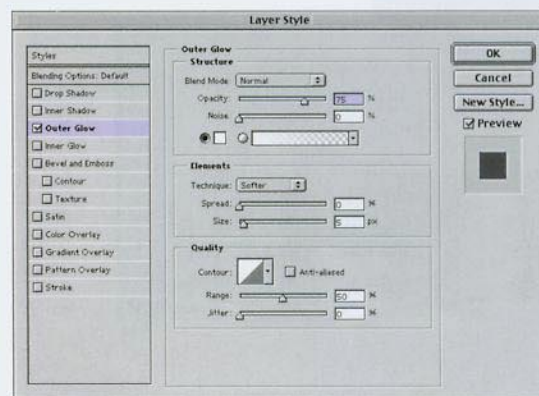 Layer Style
Styles
Blending Options: Default
Drop Shadow
Inner Shadow
Outer Glow
Inner Glow
Bevel and Emboss
Contour
Texture
Satin
Color Overlay
Gradient Overlay
Pattern Overlay
Stroke
Outer Glow
Structure
Blend Mode: Normal
Opacity: 75 %
Noise: 0 %
Elements
Technique: Softer
Spread: 0 %
Size: 5 px
Quality
Contour: Anti-aliased
Range: 50 %
Jitter: 0 %
OK
Cancel
New Style...
Preview